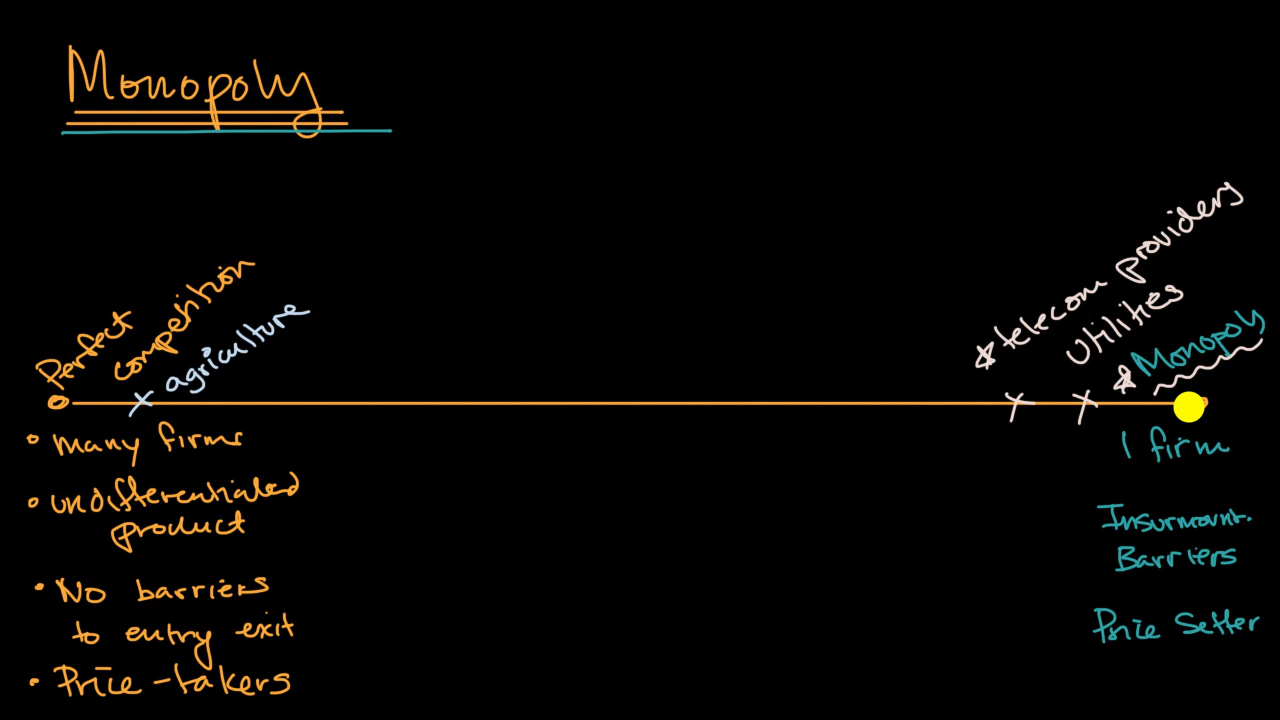 Monopoly
Perfect
competition
agriculture
telecom providers
Utilities
Monopoly
• many firms
• undifferentiated
product
• No barriers
to entry exit
• Price-takers
1 firm
Insurmount.
Barriers
Price Setter